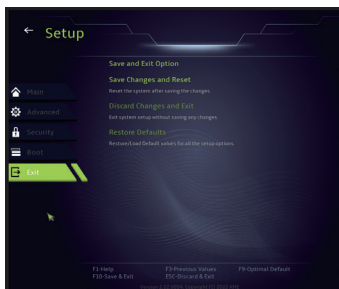 Setup
Save and Exit Option
Save Changes and Reset
Reset the system after saving the changes.
Main
Advanced
Discard Changes and Exit
Exit system setup without saving any changes.
Security
Restore Defaults
Restore/Load Default values for all the setup options.
Boot
Exit
F1-Help F3-Previous Values F9-Optimal Default
F10-Save & Exit ESC-Discard & Exit